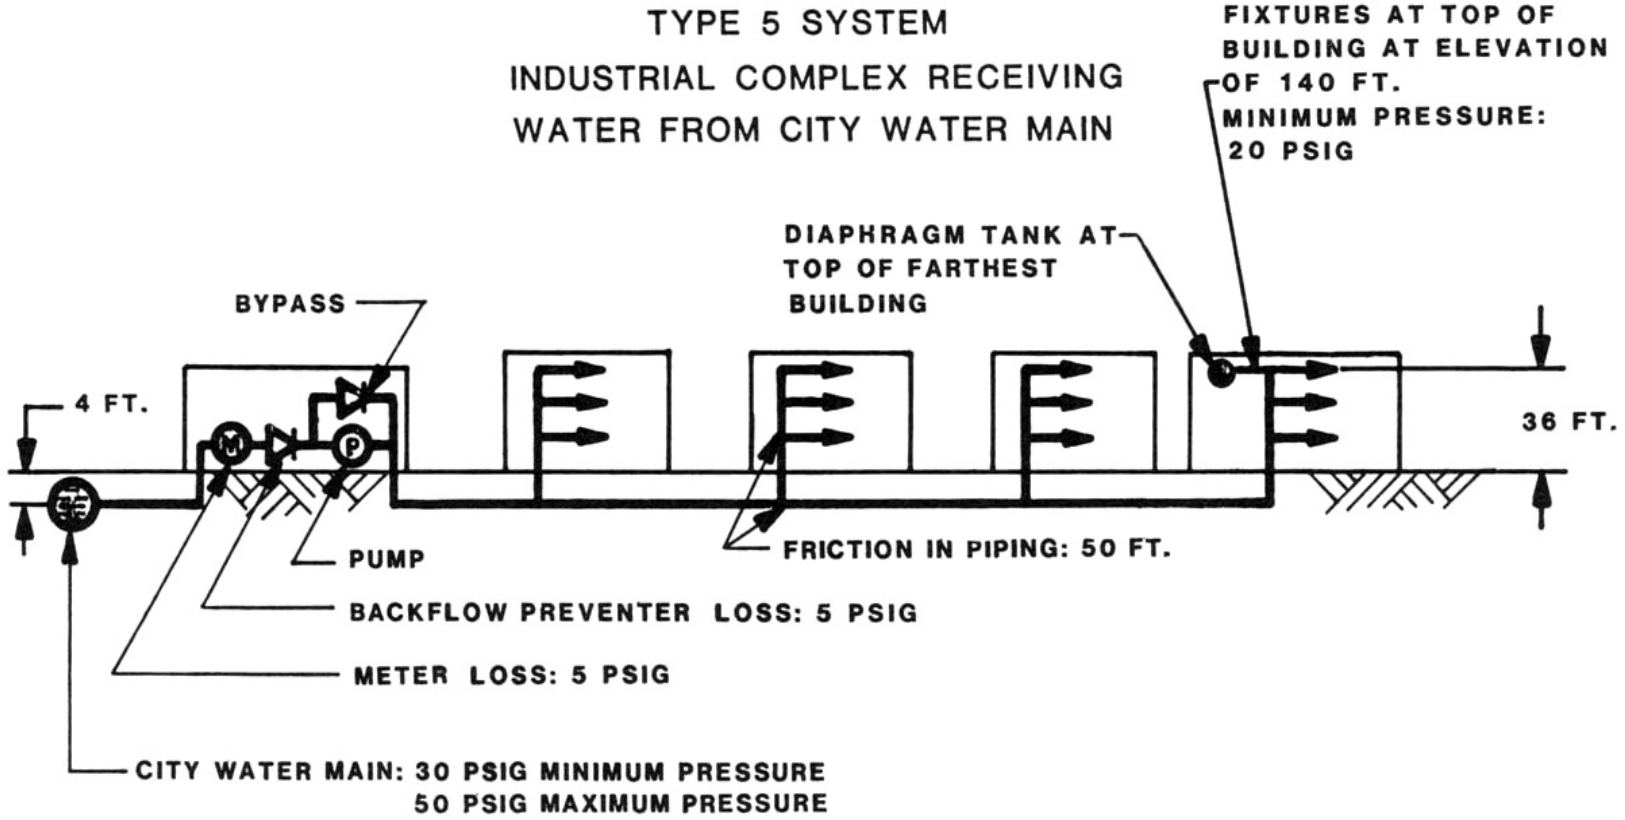 TYPE 5 SYSTEM
INDUSTRIAL COMPLEX RECEIVING
WATER FROM CITY WATER MAIN
FIXTURES AT TOP OF
BUILDING AT ELEVATION
OF 140 FT.
MINIMUM PRESSURE:
20 PSIG
DIAPHRAGM TANK AT
TOP OF FARTHEST
BUILDING
BYPASS
4 FT.
M
P
36 FT.
FRICTION IN PIPING: 50 FT.
PUMP
BACKFLOW PREVENTER LOSS: 5 PSIG
METER LOSS: 5 PSIG
CITY WATER MAIN: 30 PSIG MINIMUM PRESSURE
50 PSIG MAXIMUM PRESSURE